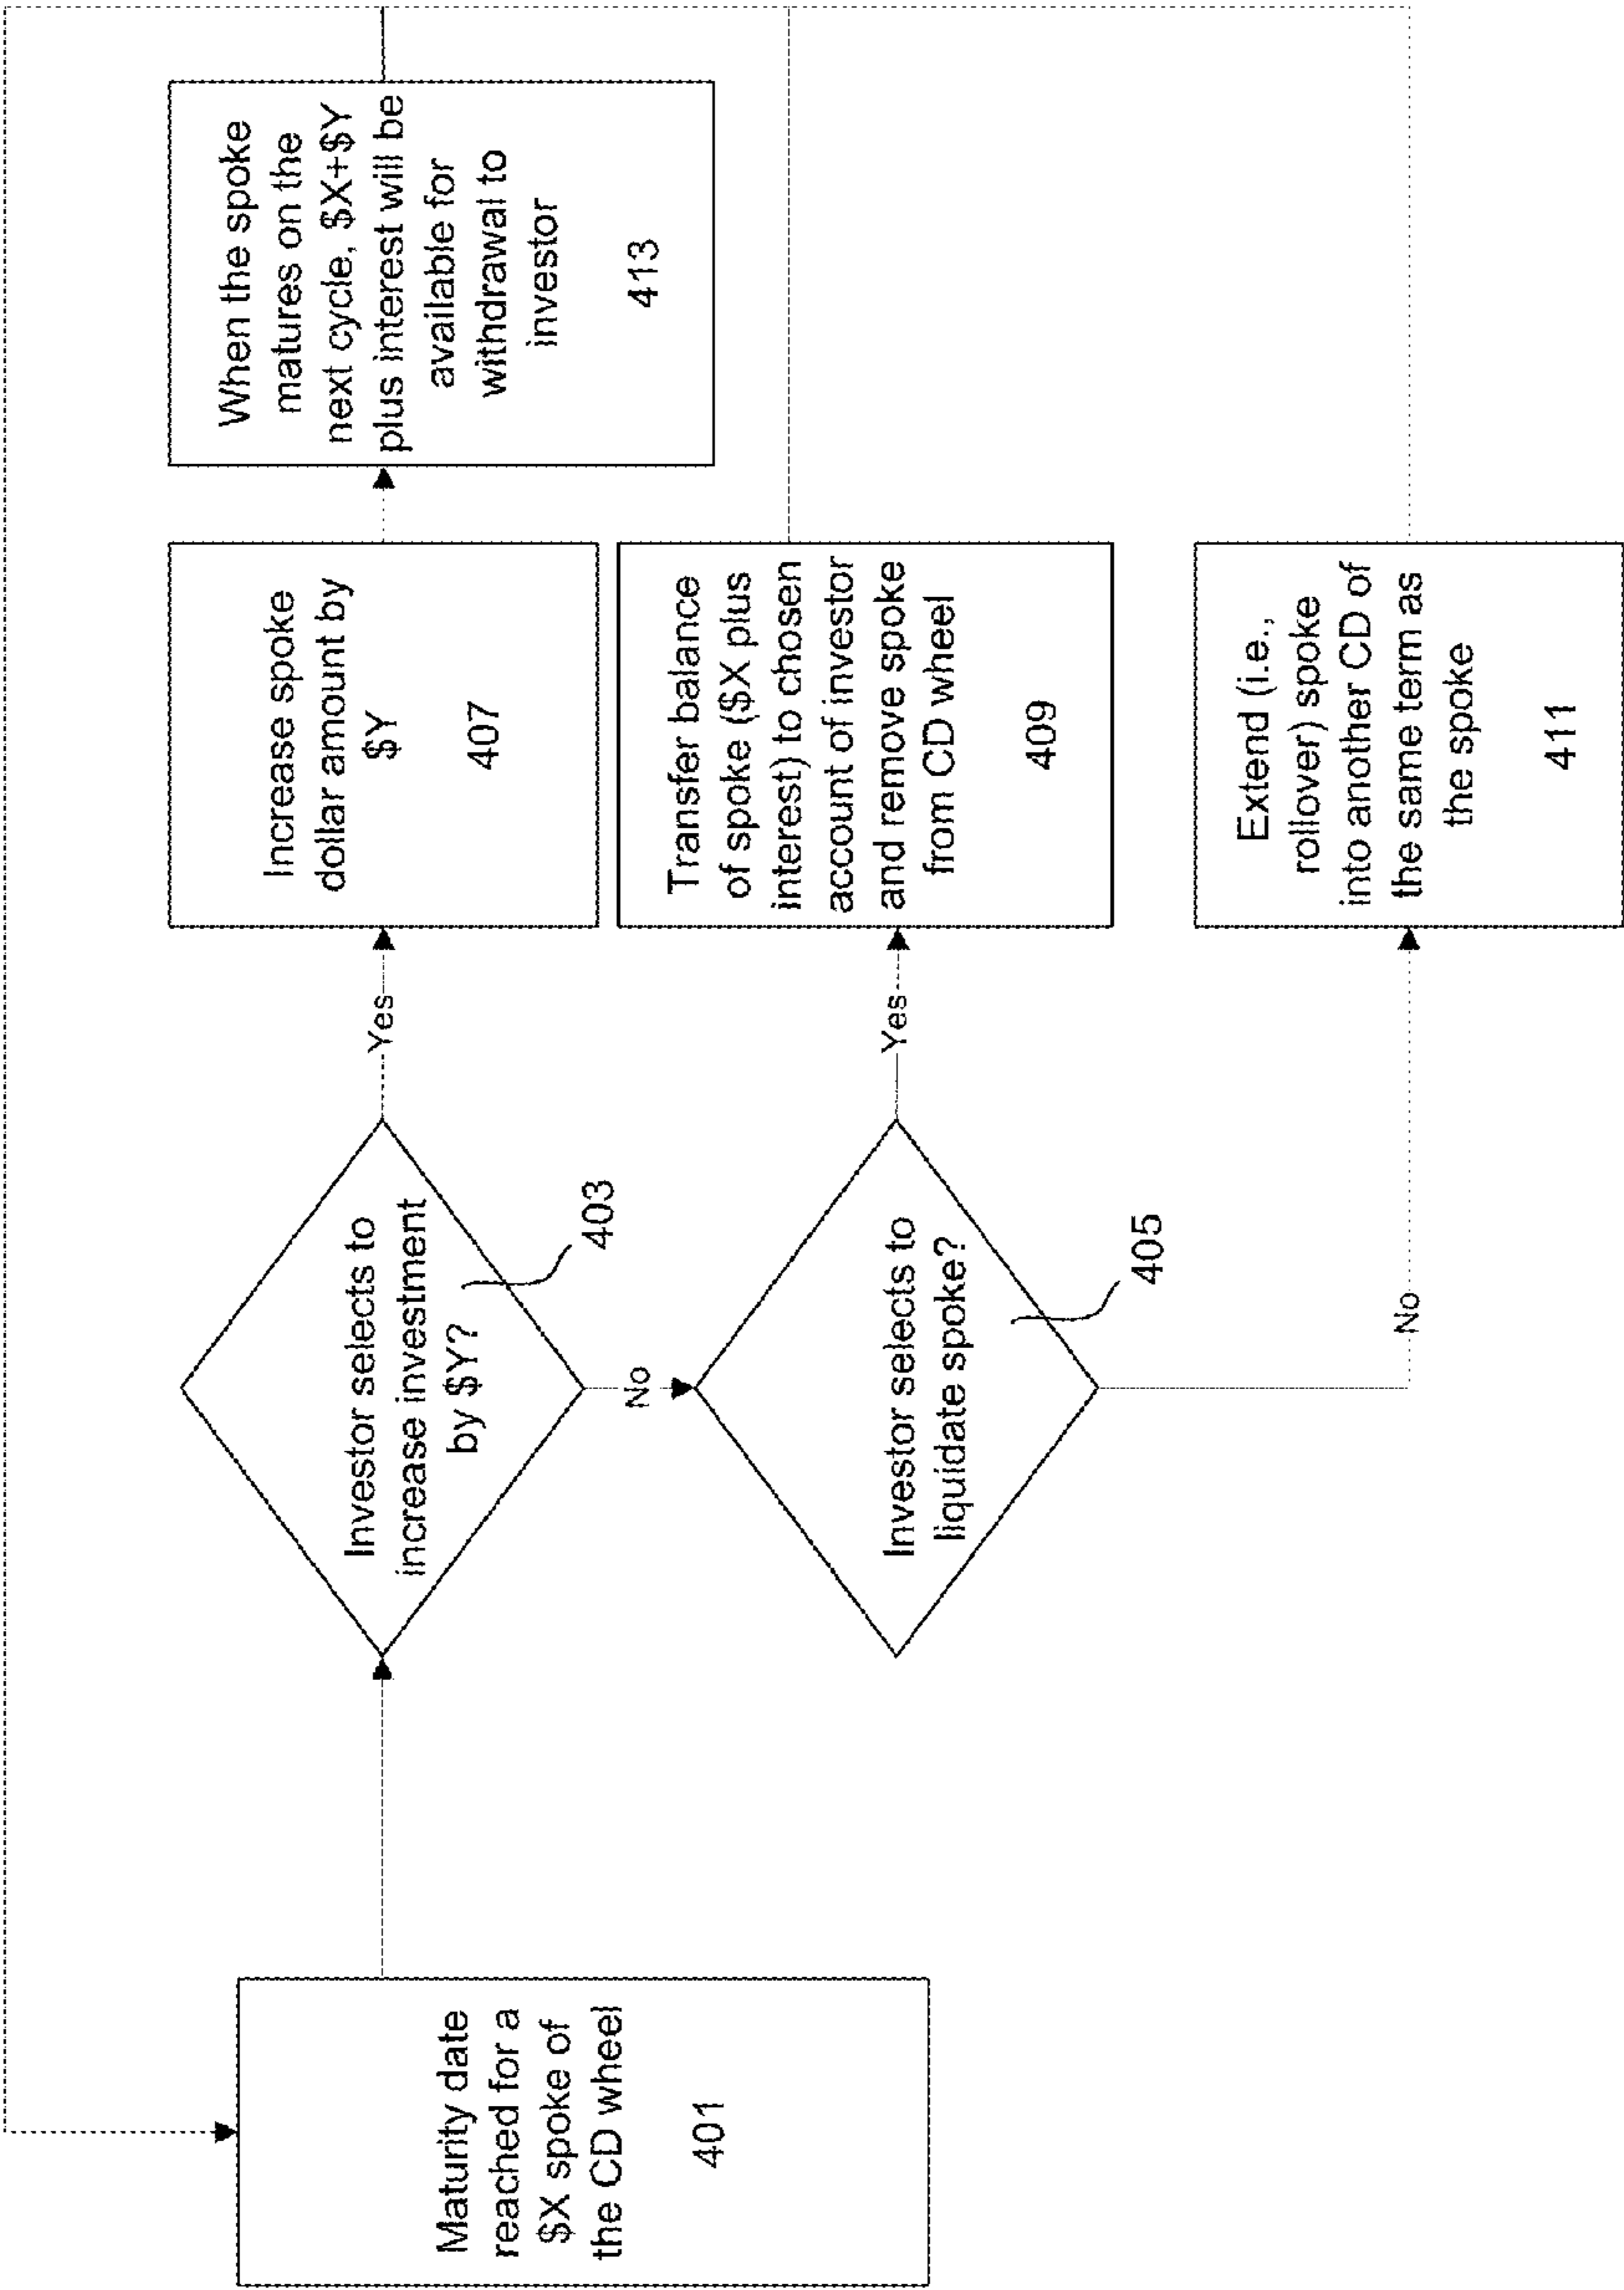 Maturity date
reached for a
$X spoke of
the CD wheel
401
Investor selects to
increase investment
by $Y?
403
Yes
No
Increase spoke
dollar amount by
$Y
407
When the spoke
matures on the
next cycle, $X+$Y
plus interest will be
available for
withdrawal to
investor
413
Investor selects to
liquidate spoke?
405
Yes
No
Transfer balance
of spoke ($X plus
interest) to chosen
account of investor
and remove spoke
from CD wheel
409
Extend (i.e.,
rollover) spoke
into another CD of
the same term as
the spoke
411